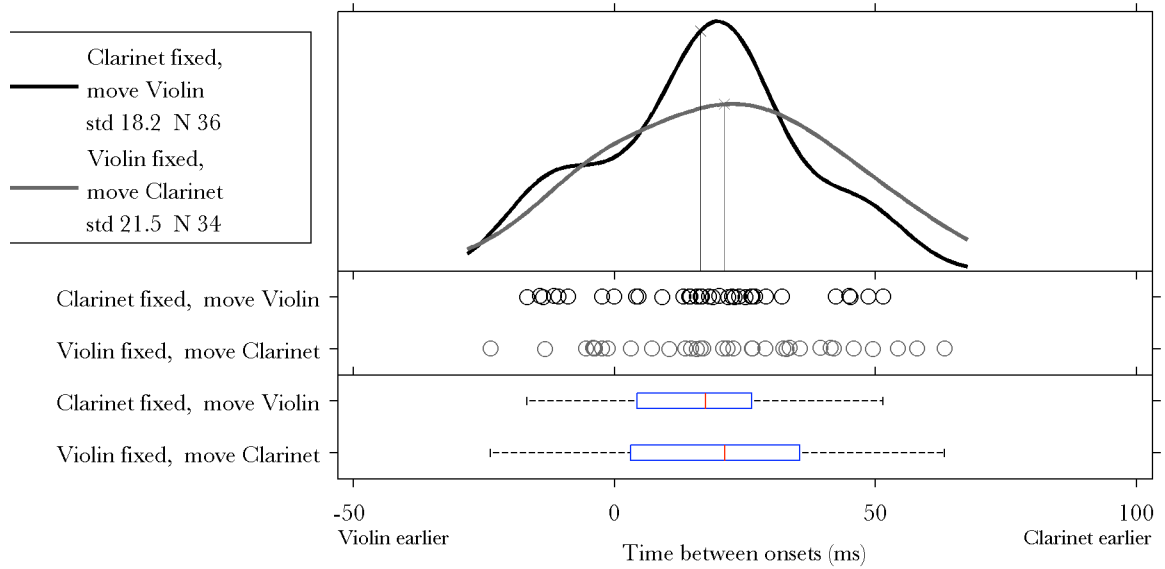 Clarinet fixed,
move Violin
std 18.2  N 36
Violin fixed,
move Clarinet
std 21.5  N 34
Clarinet fixed,  move Violin
Violin fixed,  move Clarinet
Clarinet fixed,  move Violin
Violin fixed,  move Clarinet
-50 0 50 100
Violin earlier Clarinet earlier
Time between onsets (ms)